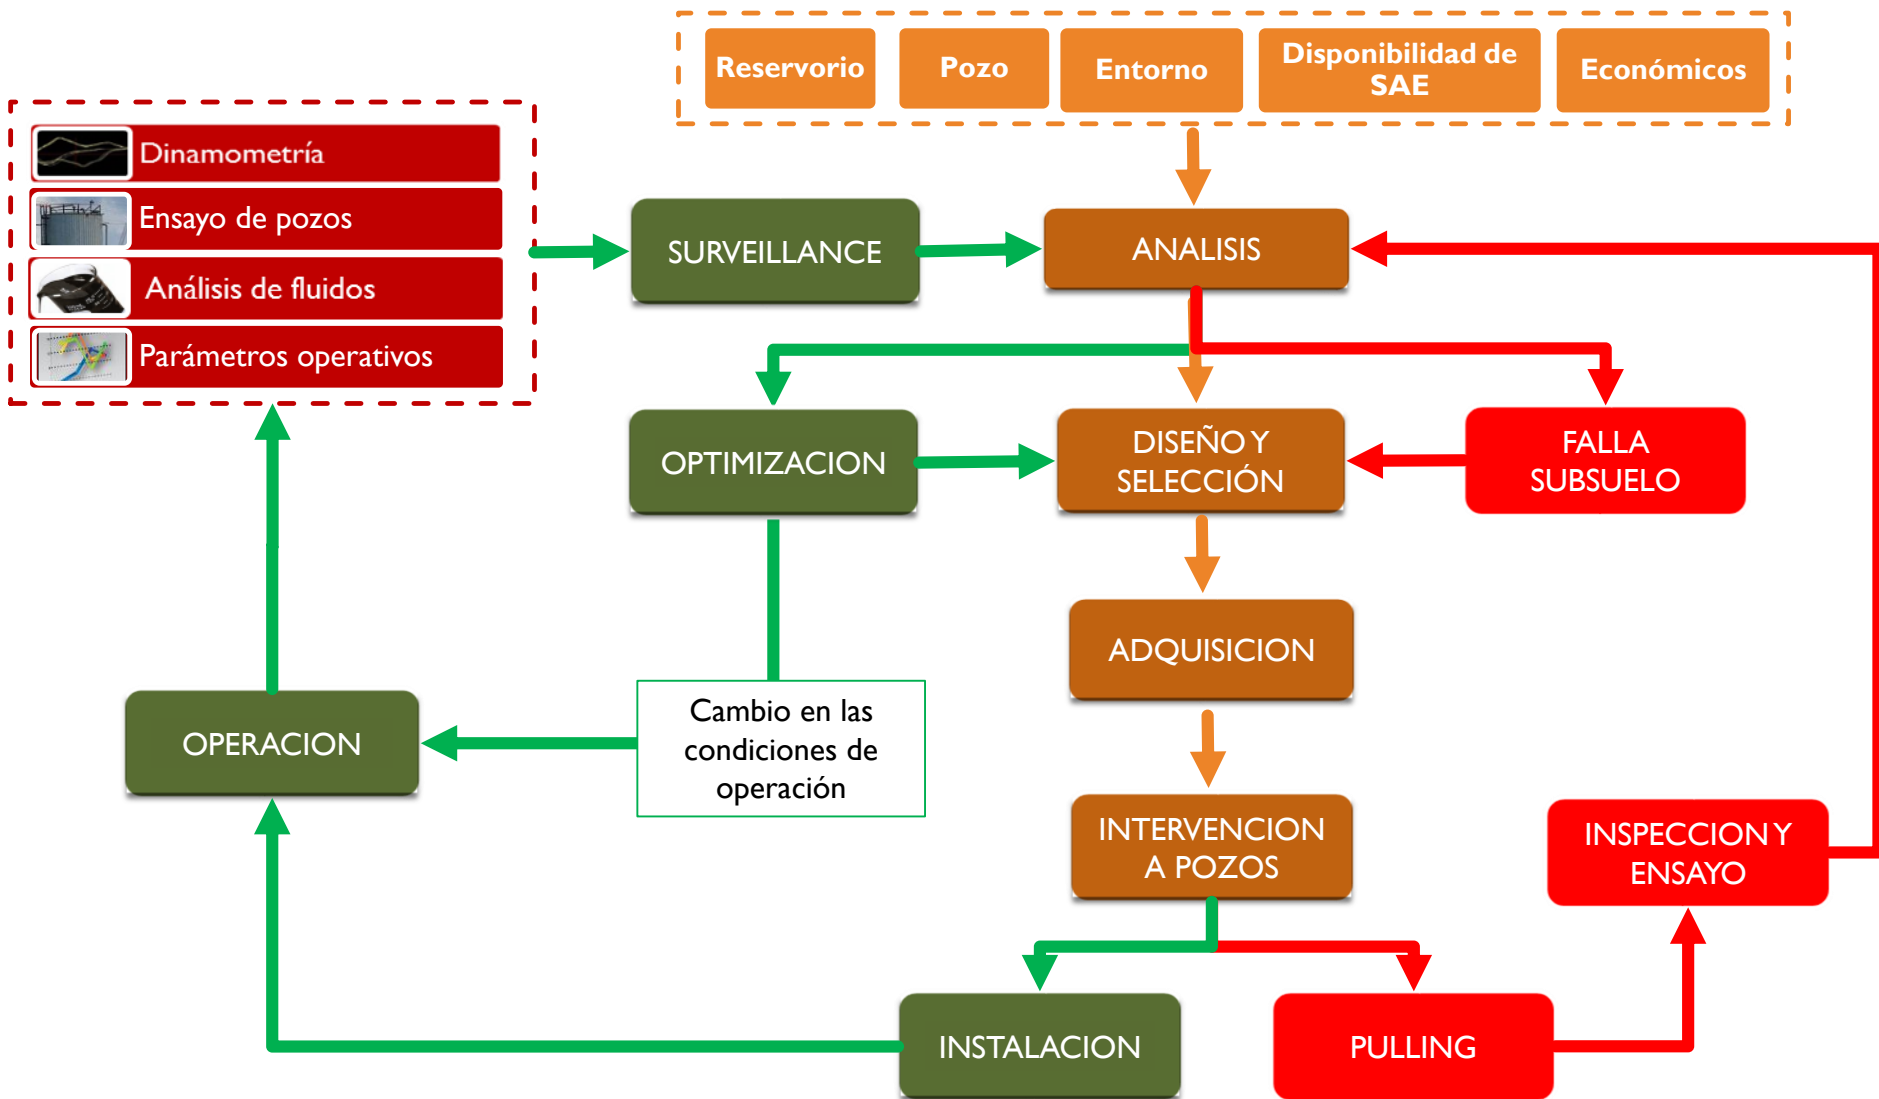 Reservorio
Pozo
Entorno
Disponibilidad de
SAE
Económicos
Dinamometría
Ensayo de pozos
Análisis de fluidos
Parámetros operativos
SURVEILLANCE
ANALISIS
OPTIMIZACION
DISEÑO Y
SELECCIÓN
FALLA
SUBSUELO
ADQUISICION
OPERACION
Cambio en las
condiciones de
operación
INTERVENCION
A POZOS
INSPECCION Y
ENSAYO
INSTALACION
PULLING